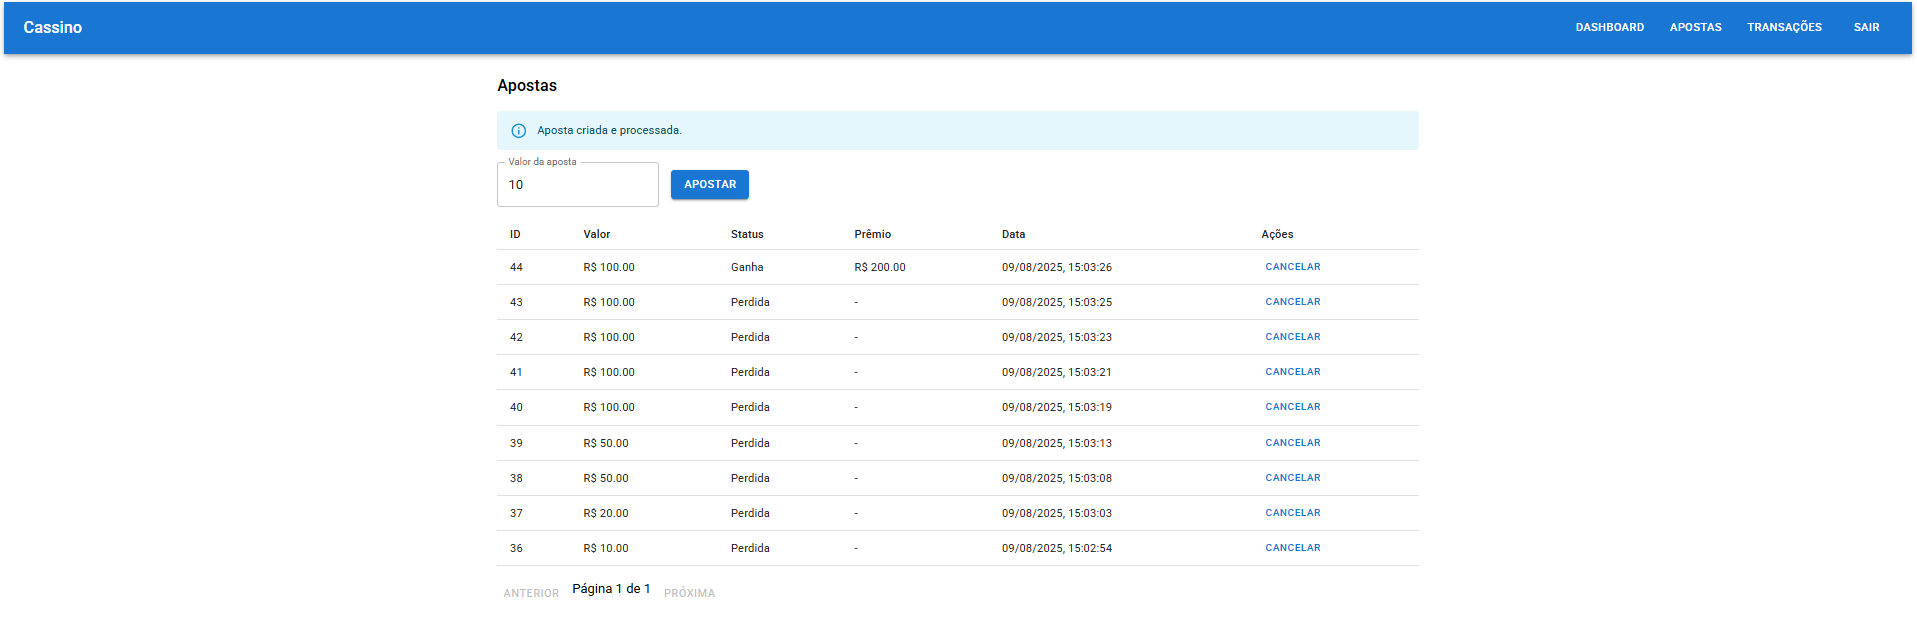 Cassino DASHBOARD APOSTAS TRANSAÇÕES SAIR
Apostas
Aposta criada e processada.
Valor da aposta
10 APOSTAR
ID Valor Status Prêmio Data Ações
44 R$ 100.00 Ganha R$ 200.00 09/08/2025, 15:03:26 CANCELAR
43 R$ 100.00 Perdida - 09/08/2025, 15:03:25 CANCELAR
42 R$ 100.00 Perdida - 09/08/2025, 15:03:23 CANCELAR
41 R$ 100.00 Perdida - 09/08/2025, 15:03:21 CANCELAR
40 R$ 100.00 Perdida - 09/08/2025, 15:03:19 CANCELAR
39 R$ 50.00 Perdida - 09/08/2025, 15:03:13 CANCELAR
38 R$ 50.00 Perdida - 09/08/2025, 15:03:08 CANCELAR
37 R$ 20.00 Perdida - 09/08/2025, 15:03:03 CANCELAR
36 R$ 10.00 Perdida - 09/08/2025, 15:02:54 CANCELAR
ANTERIOR Página 1 de 1 PRÓXIMA